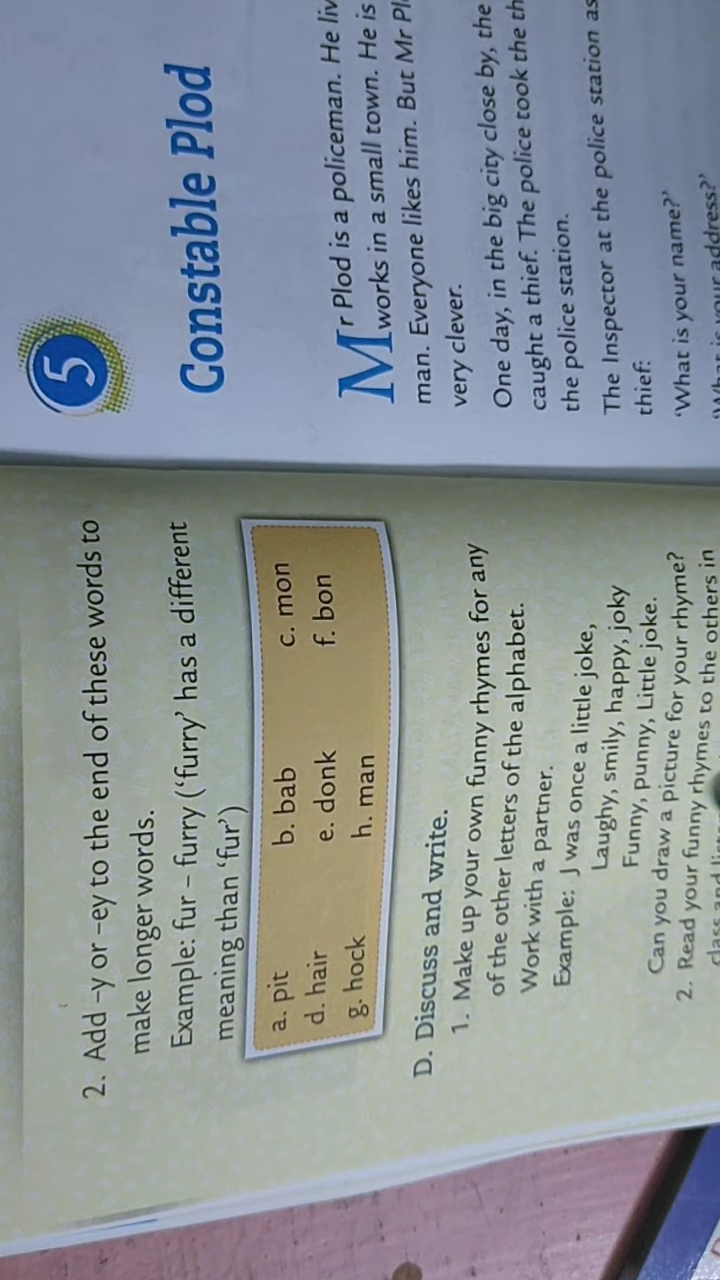 2. Add –y or –ey to the end of these words to
make longer words.
Example: fur – furry (‘furry’ has a different
meaning than ‘fur’)
a. pit b. bab c. mon
d. hair e. donk f. bon
g. hock h. man
D. Discuss and write.
1. Make up your own funny rhymes for any
of the other letters of the alphabet.
Work with a partner.
Example: J was once a little joke,
Laughy, smily, happy, joky
Funny, punny, Little joke.
Can you draw a picture for your rhyme?
2. Read your funny rhymes to the others in
class and
5
Constable Plod
Mr Plod is a policeman. He
works in a small town. He is
man. Everyone likes him. But Mr
very clever.
One day, in the big city close by, the
caught a thief. The police took the
the police station.
The Inspector at the police station as
thief:
‘What is your name?’
‘What is your address?’